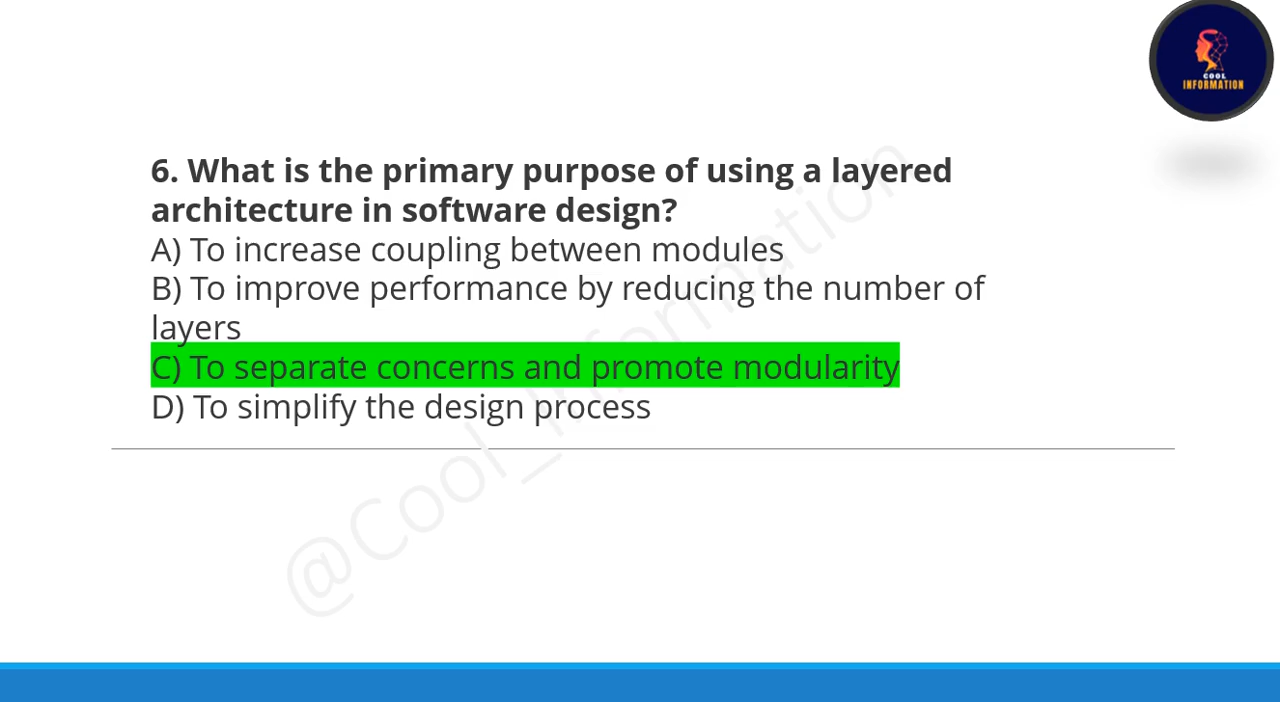 COOL
INFORMATION
6. What is the primary purpose of using a layered
architecture in software design?
A) To increase coupling between modules
B) To improve performance by reducing the number of
layers
C) To separate concerns and promote modularity
D) To simplify the design process
@Cool_Information